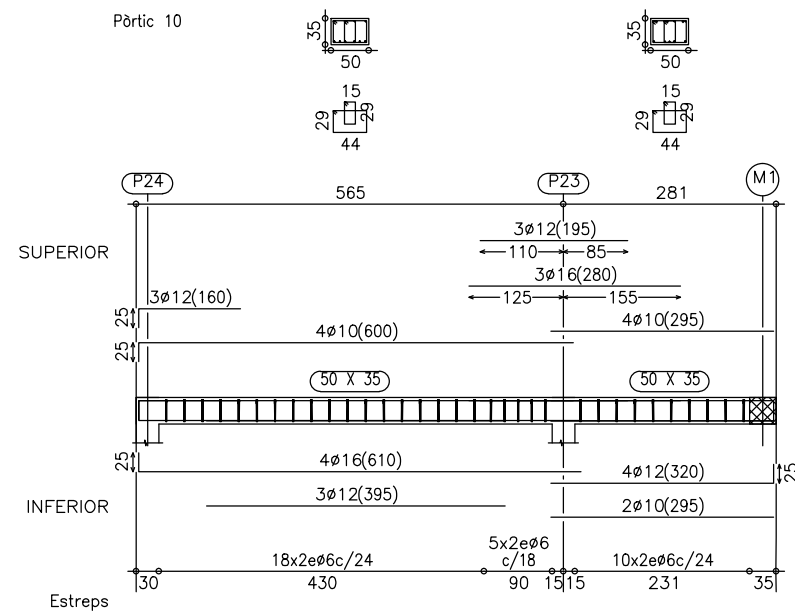 Pòrtic 10
35
50
35
50
15
29
29
44
15
29
29
44
P24
565
P23
281
M1
SUPERIOR
3ø12(195)
110
85
3ø16(280)
125
155
3ø12(160)
25
4ø10(600)
25
4ø10(295)
50 X 35
50 X 35
25
4ø16(610)
4ø12(320)
25
INFERIOR
3ø12(395)
2ø10(295)
18x2eø6c/24
5x2eø6
c/18
10x2eø6c/24
30
430
90
15
15
231
35
Estreps